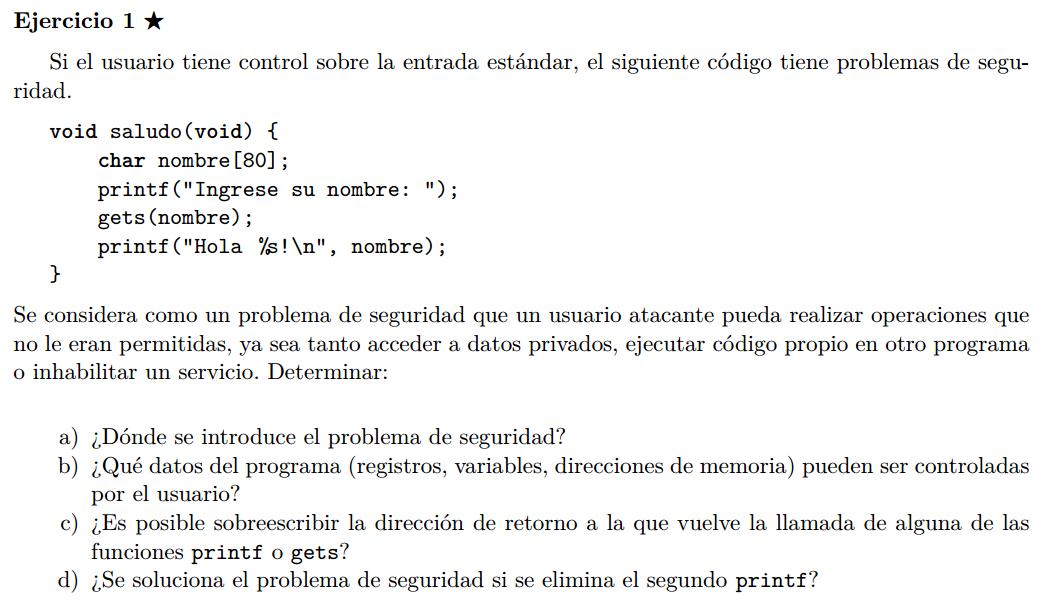 Ejercicio 1 ★
Si el usuario tiene control sobre la entrada estándar, el siguiente código tiene problemas de segu-
ridad.
void saludo(void) {
char nombre[80];
printf("Ingrese su nombre: ");
gets(nombre);
printf("Hola %s!\n", nombre);
}
Se considera como un problema de seguridad que un usuario atacante pueda realizar operaciones que
no le eran permitidas, ya sea tanto acceder a datos privados, ejecutar código propio en otro programa
o inhabilitar un servicio. Determinar:
a) ¿Dónde se introduce el problema de seguridad?
b) ¿Qué datos del programa (registros, variables, direcciones de memoria) pueden ser controladas
por el usuario?
c) ¿Es posible sobreescribir la dirección de retorno a la que vuelve la llamada de alguna de las
funciones printf o gets?
d) ¿Se soluciona el problema de seguridad si se elimina el segundo printf?